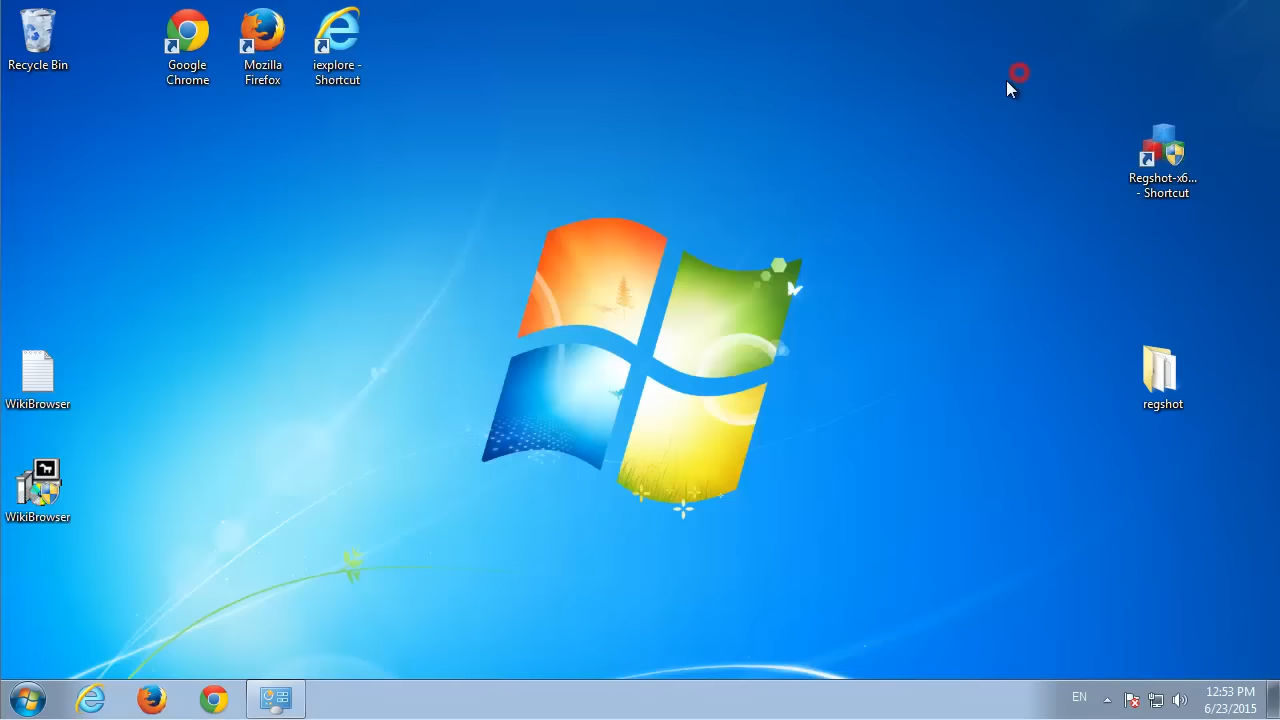 Recycle Bin
Google
Chrome
Mozilla
Firefox
iexplore -
Shortcut
Regshot-x6...
- Shortcut
WikiBrowser
regshot
WikiBrowser
EN
12:53 PM
6/23/2015